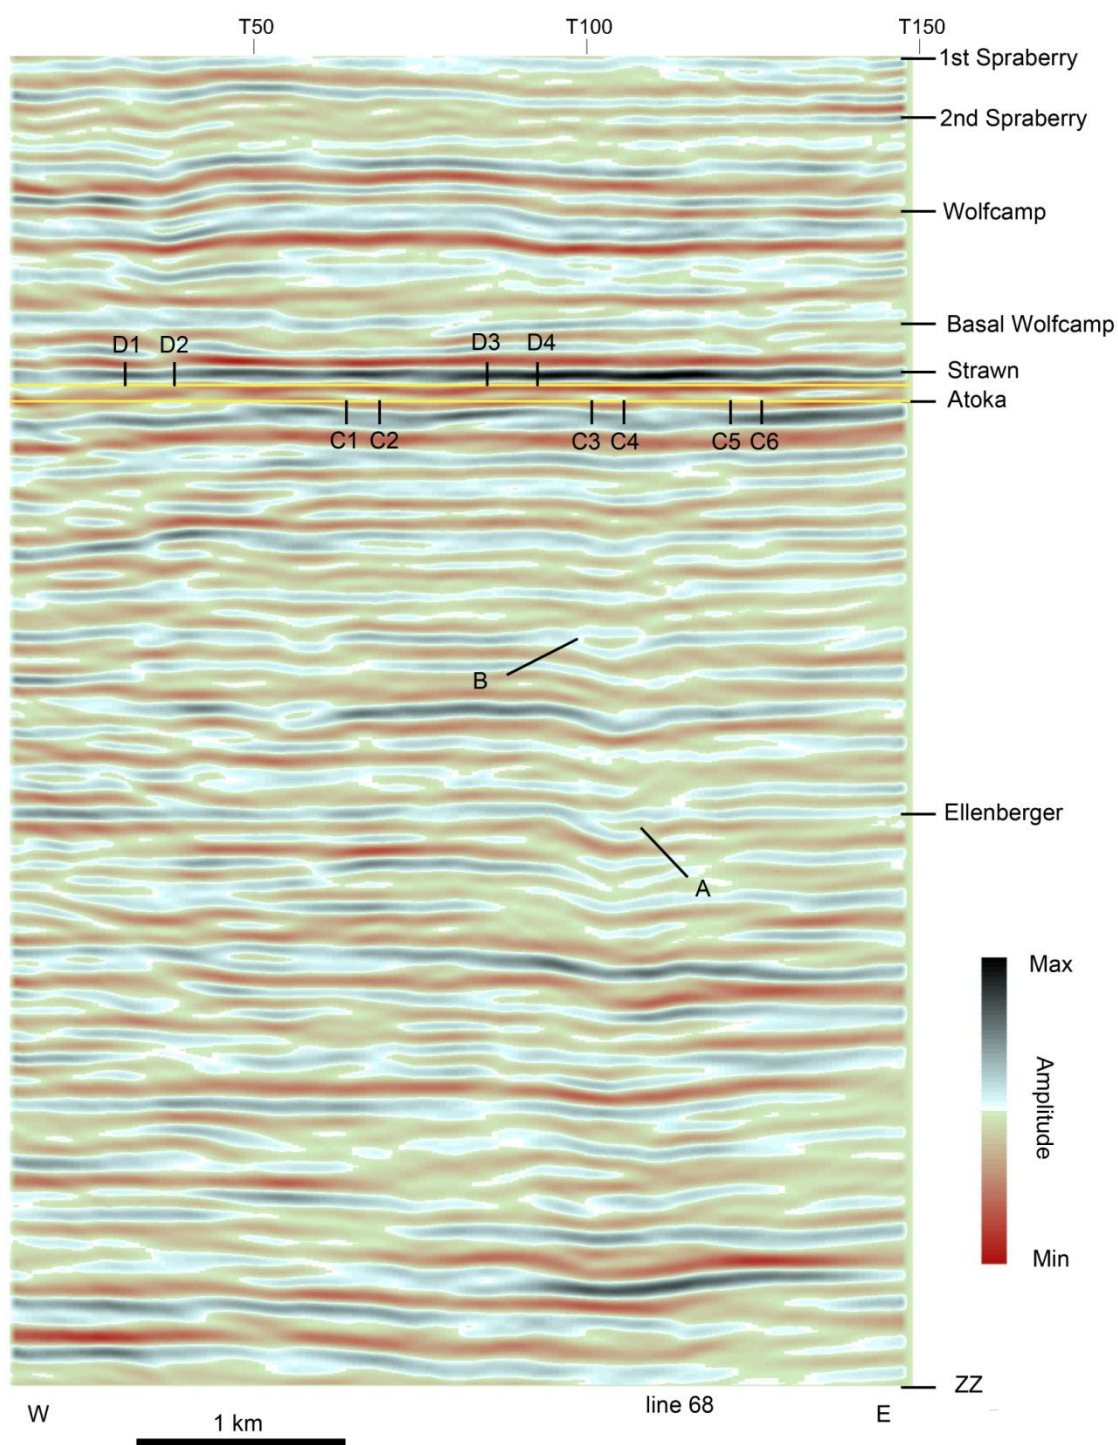 T50 T100 T150
1st Spraberry
2nd Spraberry
Wolfcamp
Basal Wolfcamp
D1 D2 D3 D4
Strawn
Atoka
C1 C2 C3 C4 C5 C6
B
Ellenberger
A
Max
Amplitude
Min
ZZ
W line 68 E
1 km